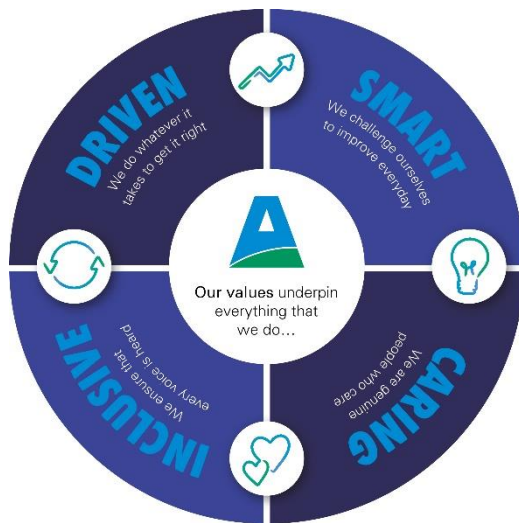 DRIVEN
We do whatever it
takes to get it right
SMART
We challenge ourselves
to improve everyday
Our values underpin
everything that
we do...
INCLUSIVE
We ensure that
every voice is heard
CARING
We are genuine
people who care